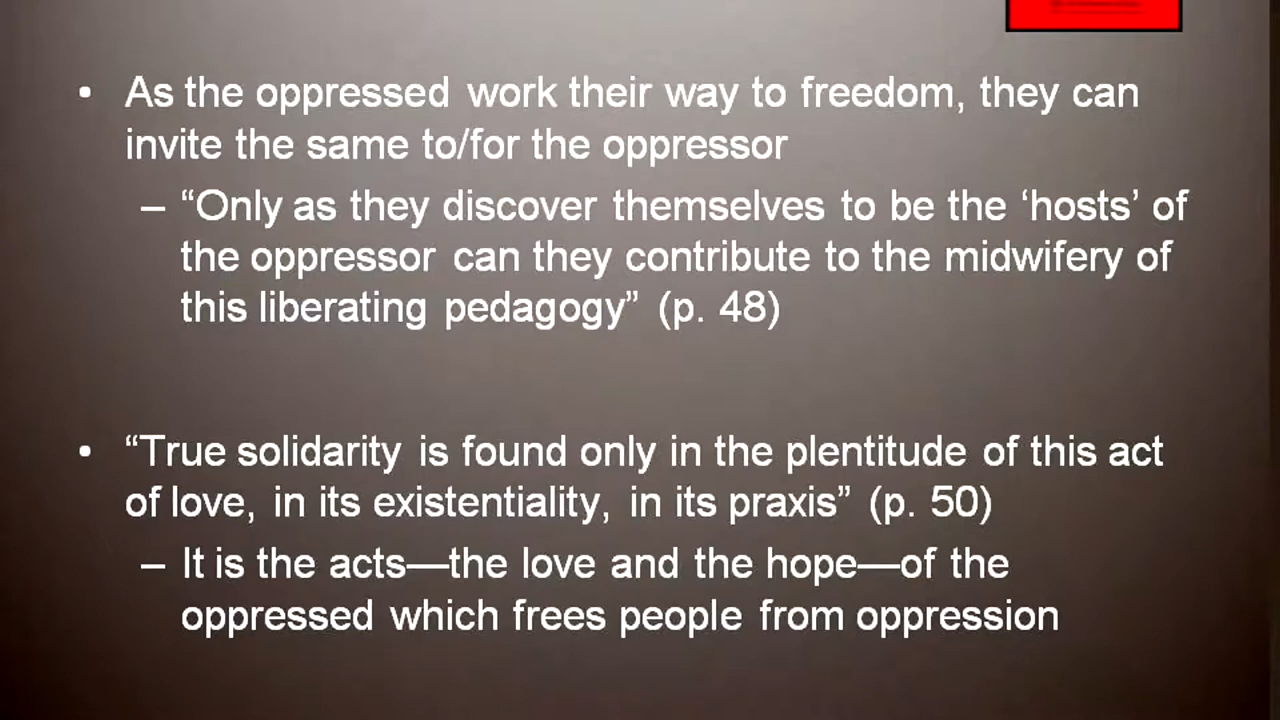 • As the oppressed work their way to freedom, they can
invite the same to/for the oppressor
– “Only as they discover themselves to be the ‘hosts’ of
the oppressor can they contribute to the midwifery of
this liberating pedagogy” (p. 48)
• “True solidarity is found only in the plentitude of this act
of love, in its existentiality, in its praxis” (p. 50)
– It is the acts—the love and the hope—of the
oppressed which frees people from oppression